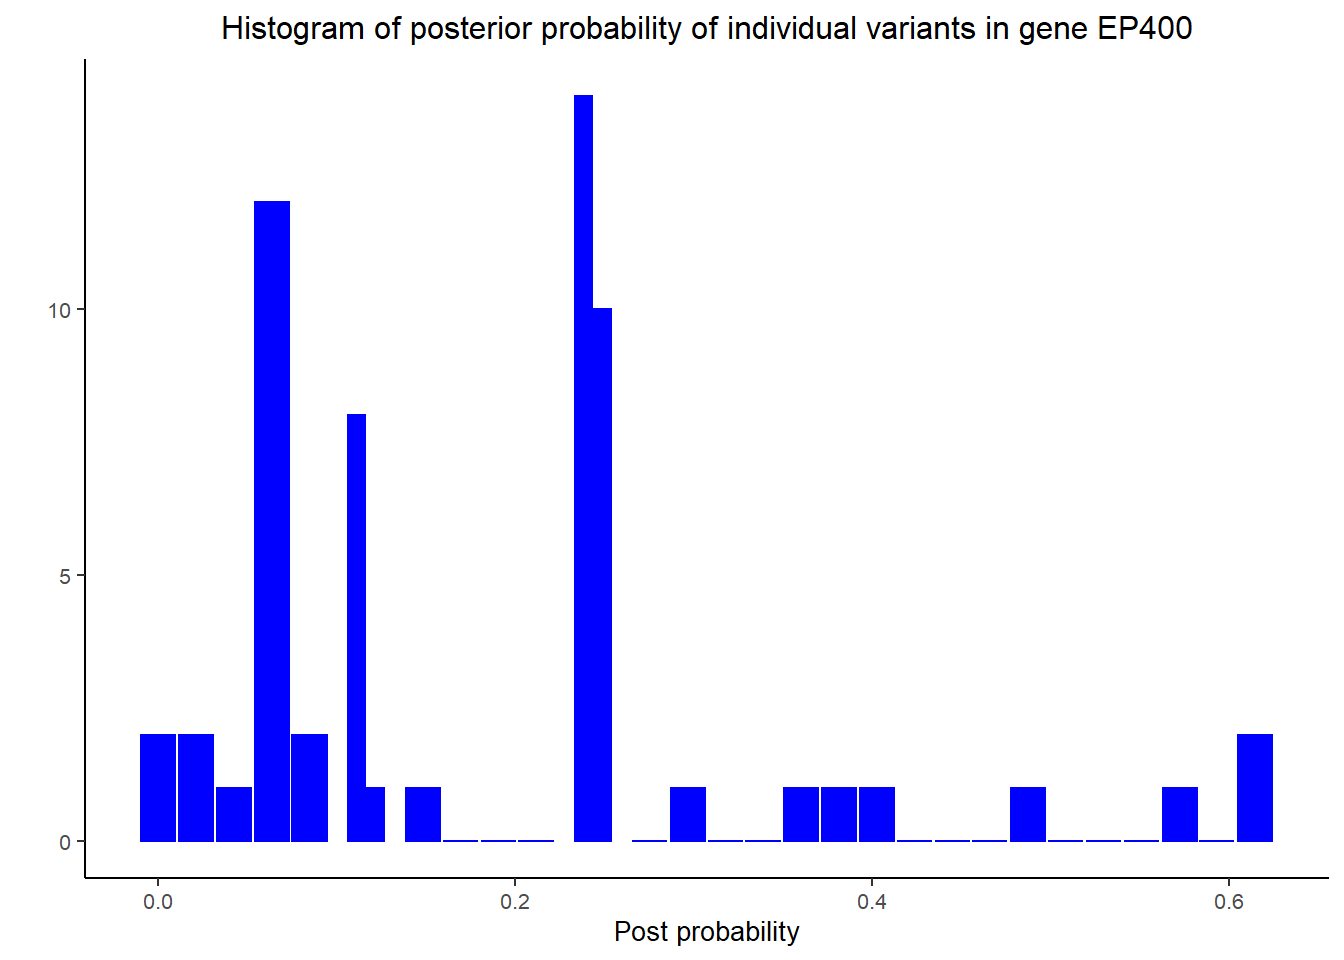 Histogram of posterior probability of individual variants in gene EP400
10
5
0
0.0 0.2 0.4 0.6
Post probability